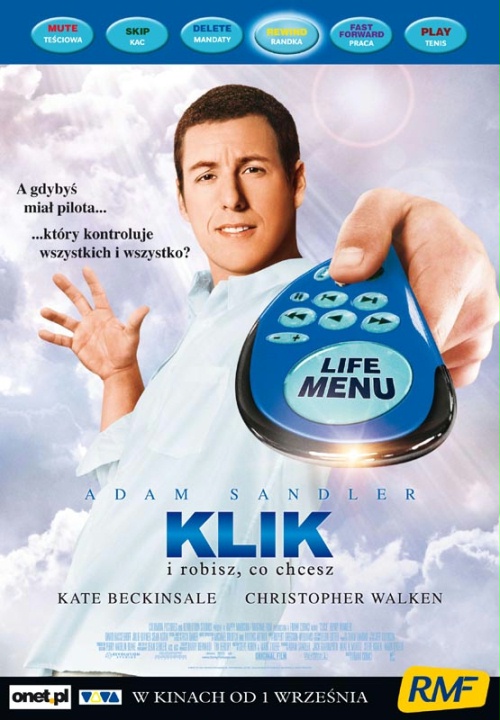 MUTE
TEŚCIOWA
SKIP
KAC
DELETE
MANDATY
REWIND
RANDKA
FAST
FORWARD
PRACA
PLAY
TENIS
A gdybyś
miał pilota...
...który kontroluje
wszystkich i wszystko?
LIFE
MENU
ADAM SANDLER
KLIK
i robisz, co chcesz
KATE BECKINSALE CHRISTOPHER WALKEN
onet.pl VIVA W KINACH OD 1 WRZEŚNIA RMF